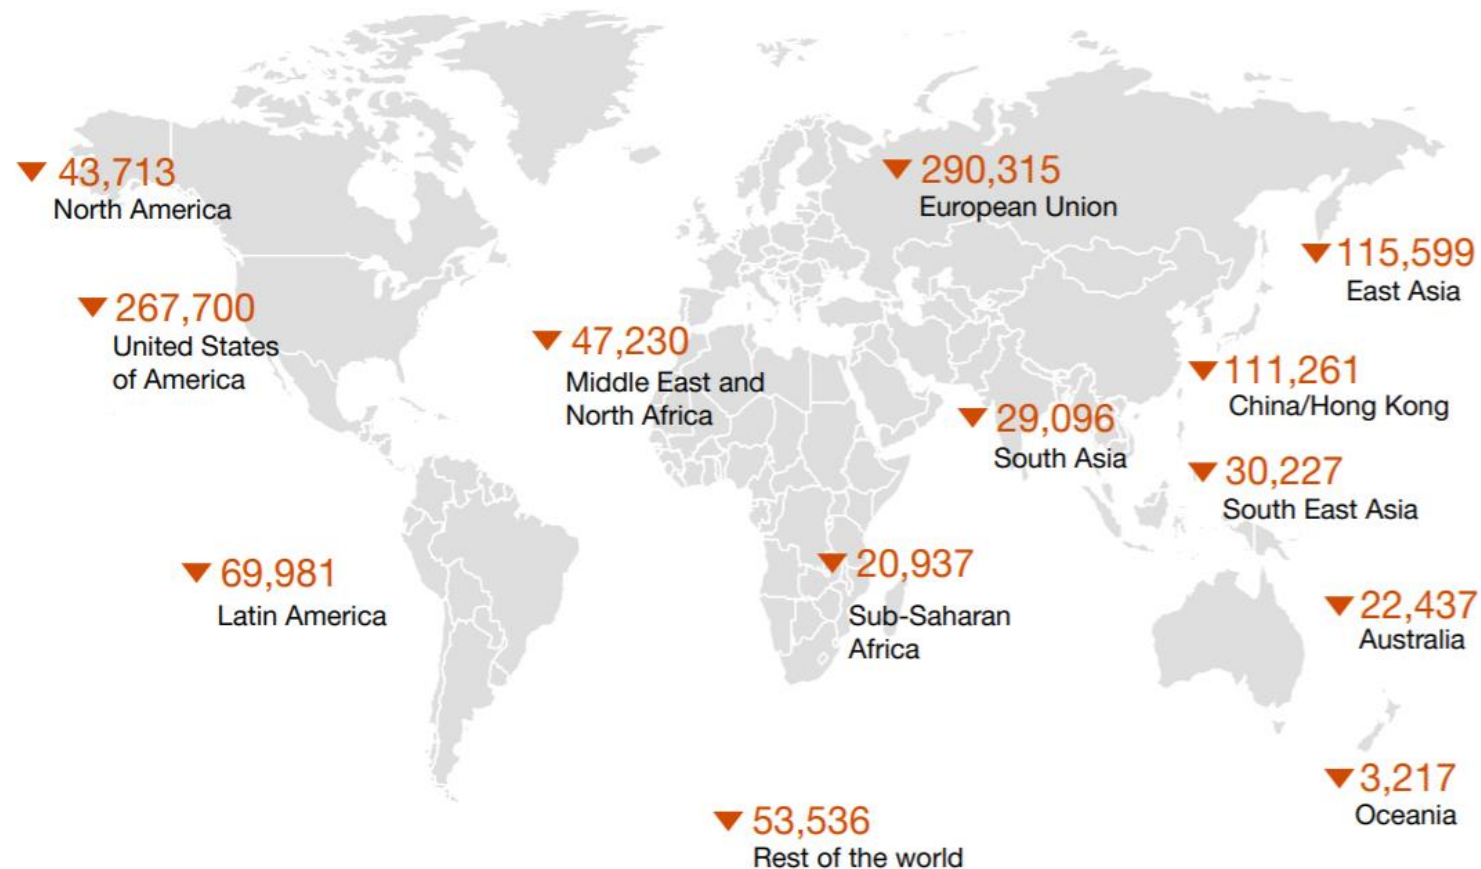 43,713
North America
290,315
European Union
115,599
East Asia
267,700
United States
of America
47,230
Middle East and
North Africa
111,261
China/Hong Kong
29,096
South Asia
30,227
South East Asia
69,981
Latin America
20,937
Sub-Saharan
Africa
22,437
Australia
3,217
Oceania
53,536
Rest of the world